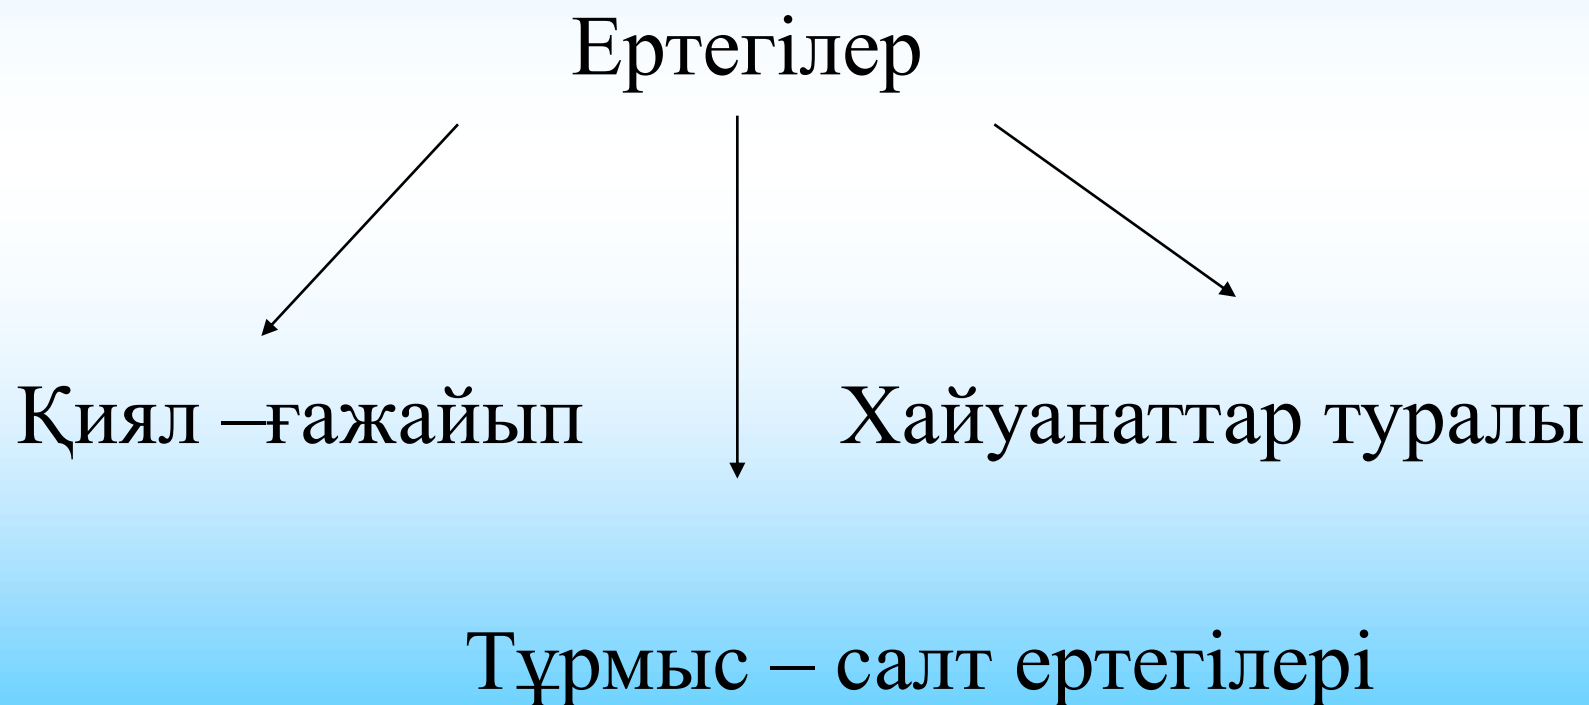 Ертегілер
Қиял –ғажайып
Хайуанаттар туралы
Тұрмыс – салт ертегілері